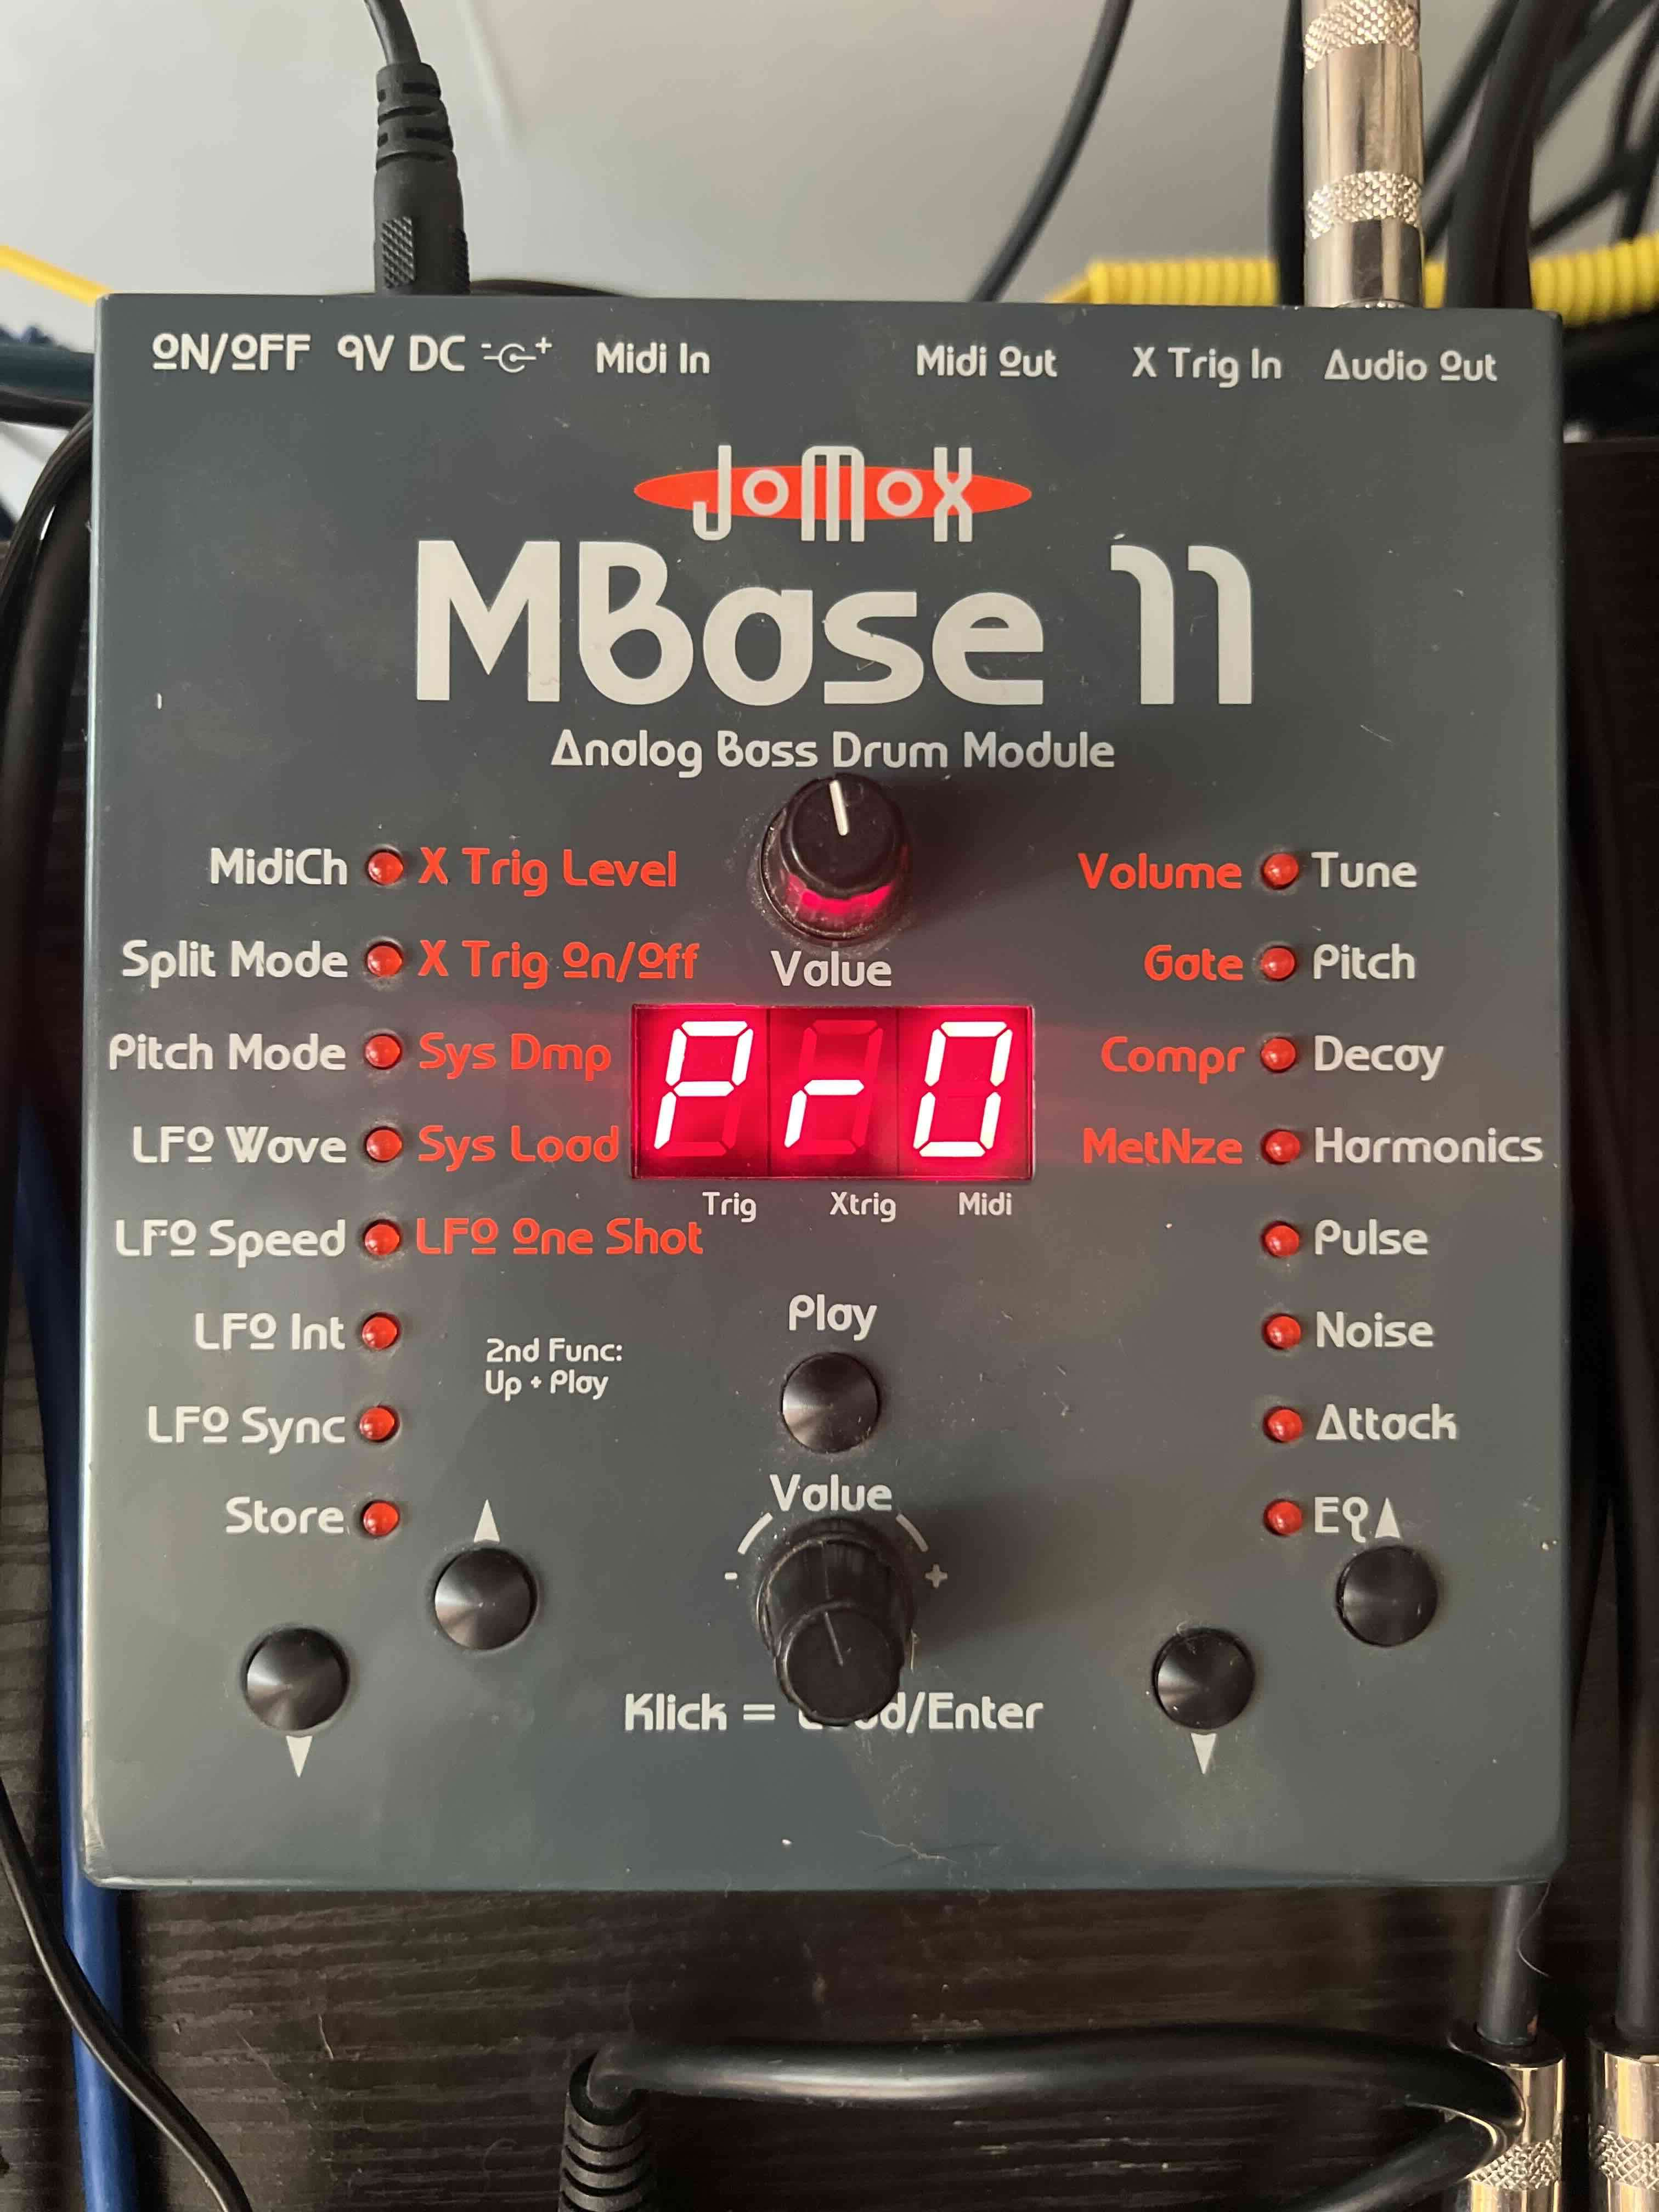 ON/OFF 9V DC - + Midi In Midi Out X Trig In Audio Out
JoMoX
MBase 11
Analog Bass Drum Module
MidiCh X Trig Level Volume Tune
Split Mode X Trig On/Off Value Gate Pitch
Pitch Mode Sys Dmp Pr0 Compr Decay
LFO Wave Sys Load MetNze Harmonics
Trig Xtrig Midi
LFO Speed LFO One Shot Pulse
LFO Int Play Noise
2nd Func:
Up + Play
LFO Sync Attack
Value
Store EQ
- +
Klick = /Enter